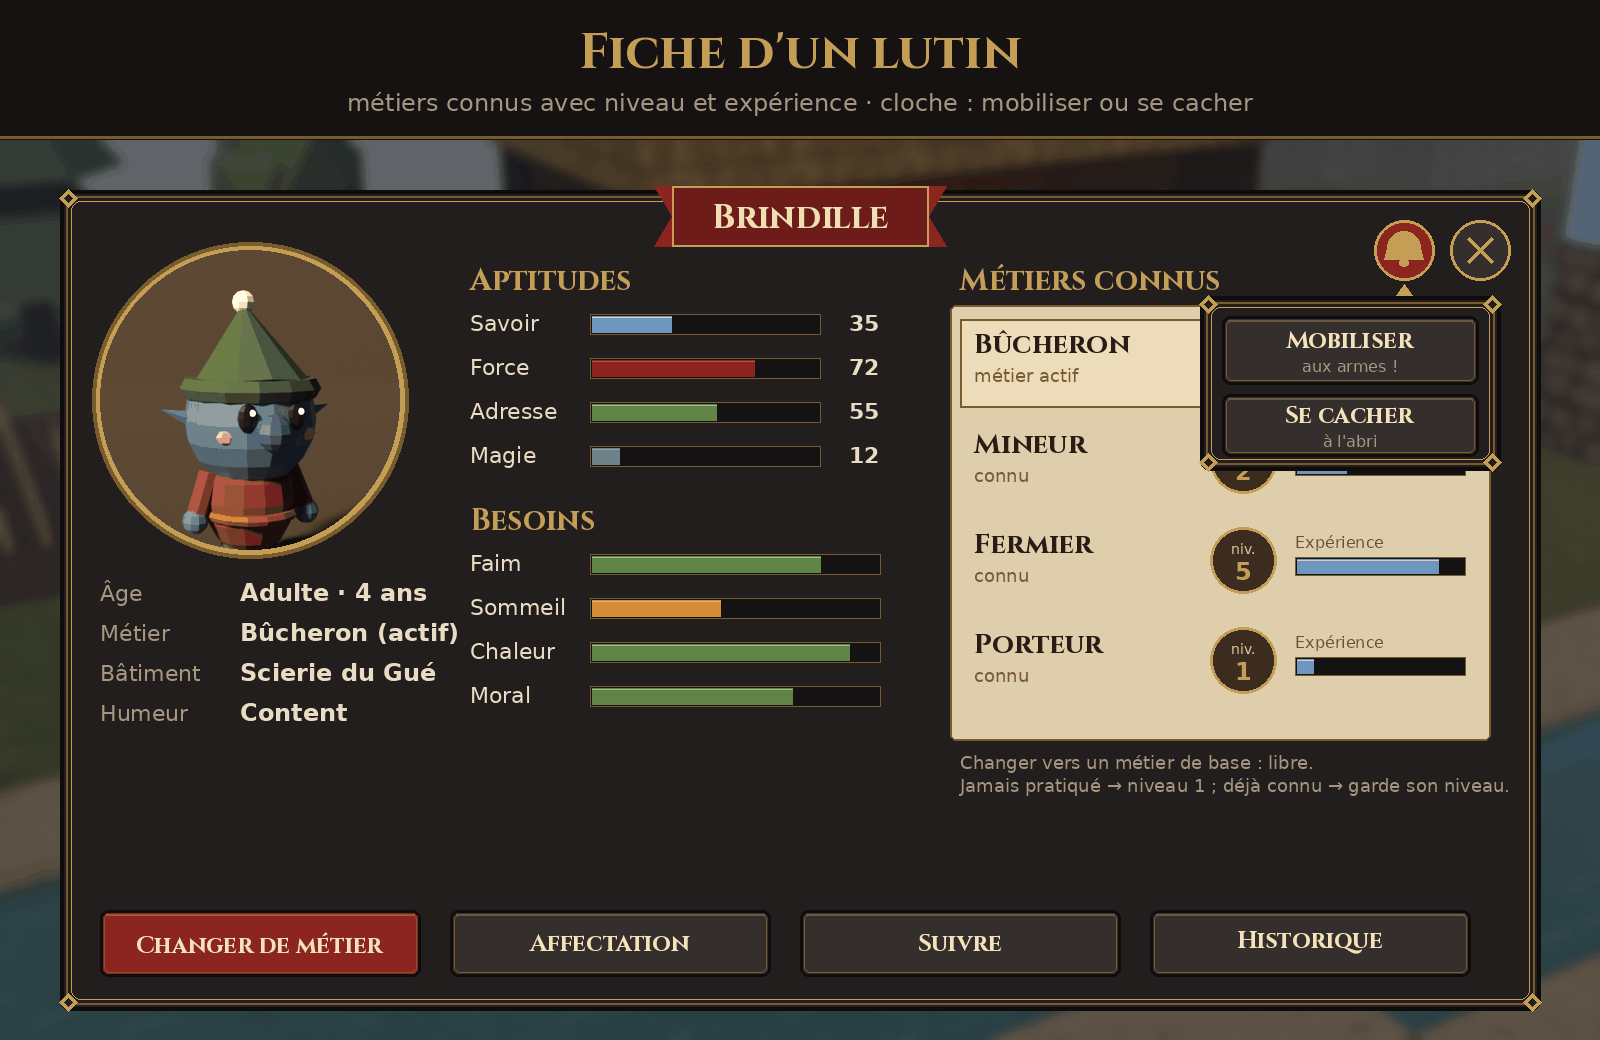 FICHE D'UN LUTIN
métiers connus avec niveau et expérience · cloche : mobiliser ou se cacher
BRINDILLE
APTITUDES
Savoir 35
Force 72
Adresse 55
Magie 12
BESOINS
Faim
Sommeil
Chaleur
Moral
Âge Adulte · 4 ans
Métier Bûcheron (actif)
Bâtiment Scierie du Gué
Humeur Content
MÉTIERS CONNUS
BÛCHERON
métier actif
MOBILISER
aux armes !
SE CACHER
à l'abri
MINEUR
connu
2
FERMIER
connu
niv.
5
Expérience
PORTEUR
connu
niv.
1
Expérience
Changer vers un métier de base : libre.
Jamais pratiqué → niveau 1 ; déjà connu → garde son niveau.
CHANGER DE MÉTIER
AFFECTATION
SUIVRE
HISTORIQUE